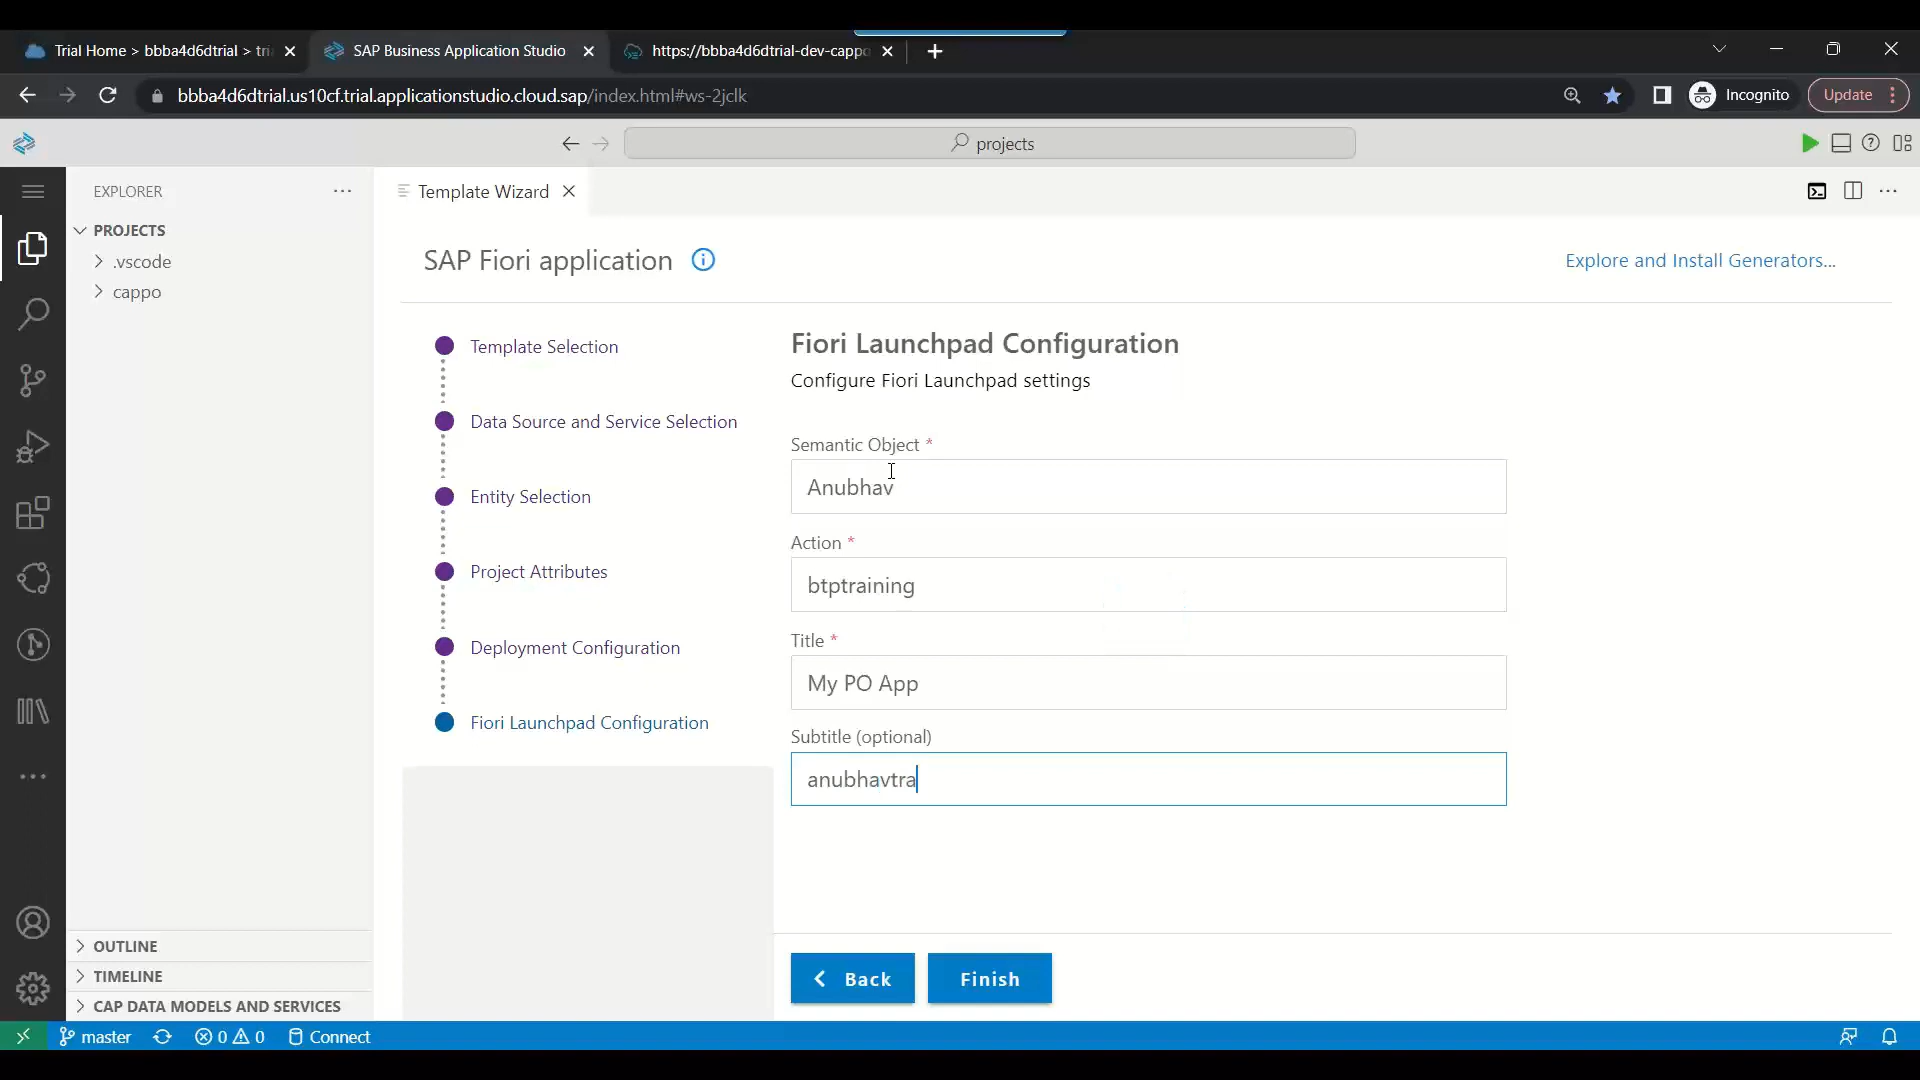 Trial Home > bbba4d6dtrial > tri
SAP Business Application Studio
https://bbba4d6dtrial-dev-cappo
bbba4d6dtrial.us10cf.trial.applicationstudio.cloud.sap/index.html#ws-2jclk
Incognito
Update
projects
EXPLORER
Template Wizard
PROJECTS
.vscode
cappo
SAP Fiori application
Explore and Install Generators...
Template Selection
Data Source and Service Selection
Entity Selection
Project Attributes
Deployment Configuration
Fiori Launchpad Configuration
Fiori Launchpad Configuration
Configure Fiori Launchpad settings
Semantic Object *
Anubhav
Action *
btptraining
Title *
My PO App
Subtitle (optional)
anubhavtra
Back
Finish
OUTLINE
TIMELINE
CAP DATA MODELS AND SERVICES
master
0
0
Connect